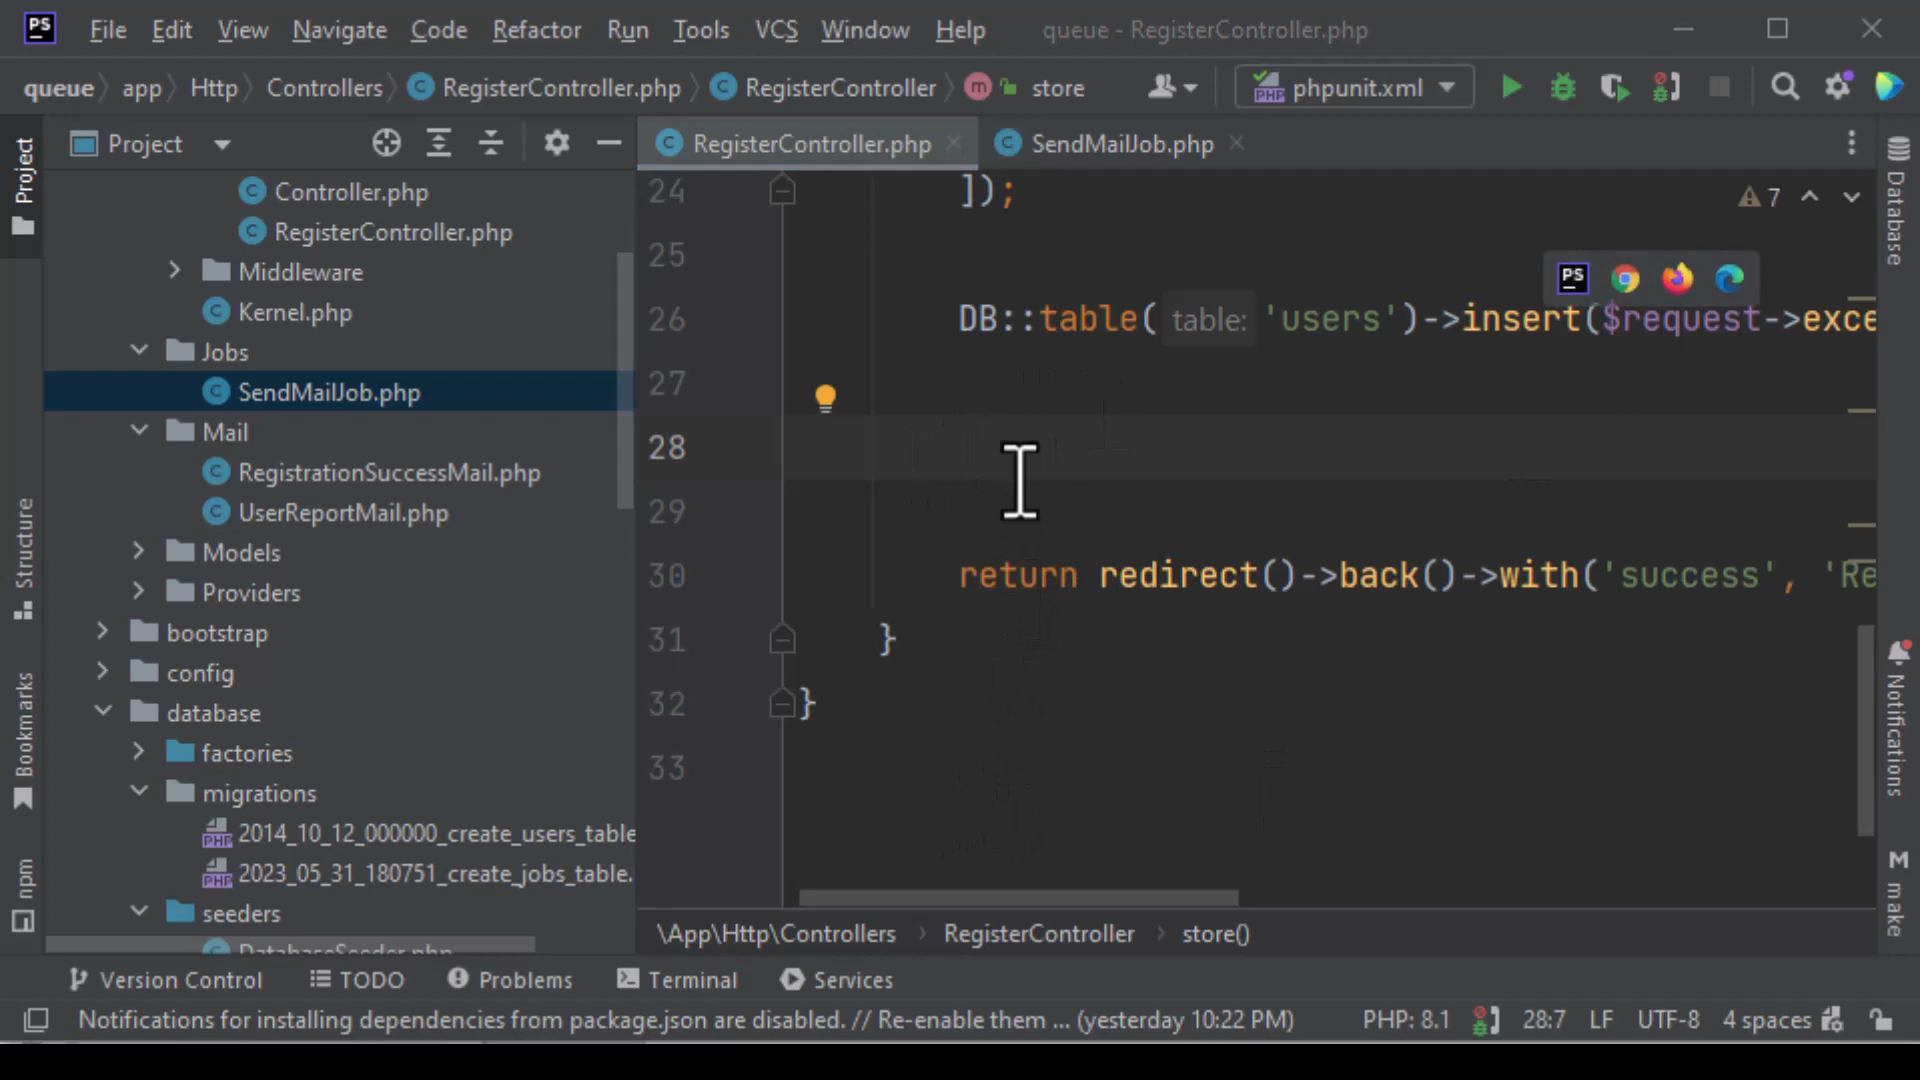 PS File Edit View Navigate Code Refactor Run Tools VCS Window Help queue - RegisterController.php
queue app Http Controllers RegisterController.php RegisterController m store phpunit.xml
Project
RegisterController.php SendMailJob.php
Controller.php
RegisterController.php
Middleware
Kernel.php
Jobs
SendMailJob.php
Mail
RegistrationSuccessMail.php
UserReportMail.php
Models
Providers
bootstrap
config
database
factories
migrations
2014_10_12_000000_create_users_table
2023_05_31_180751_create_jobs_table.
seeders
DatabaseSeeder.php
24 ]);
7
25
26 DB::table( table: 'users')->insert($request->exce
27
28
29
30 return redirect()->back()->with('success', 'Re
31 }
32 }
33
\App\Http\Controllers RegisterController store()
Project
Structure
Bookmarks
npm
Database
Notifications
M make
Version Control TODO Problems Terminal Services
Notifications for installing dependencies from package.json are disabled. // Re-enable them ... (yesterday 10:22 PM) PHP: 8.1 28:7 LF UTF-8 4 spaces